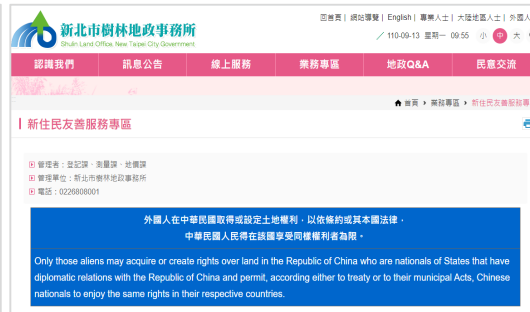 新北市樹林地政事務所
Shulin Land Office, New Taipei City Government
回首頁 | 網站導覽 | English | 專業人士 | 大陸地區人士 | 外國人
110-09-13 星期一 09:55 小 中 大
認識我們 訊息公告 線上服務 業務專區 地政Q&A 民意交流
首頁 › 業務專區 › 新住民友善服務專
新住民友善服務專區
管理者：登記課、測量課、地價課
管理單位：新北市樹林地政事務所
電話：0226808001
外國人在中華民國取得或設定土地權利，以依條約或其本國法律，
中華民國人民得在該國享受同樣權利者為限。
Only those aliens may acquire or create rights over land in the Republic of China who are nationals of States that have
diplomatic relations with the Republic of China and permit, according either to treaty or to their municipal Acts, Chinese
nationals to enjoy the same rights in their respective countries.